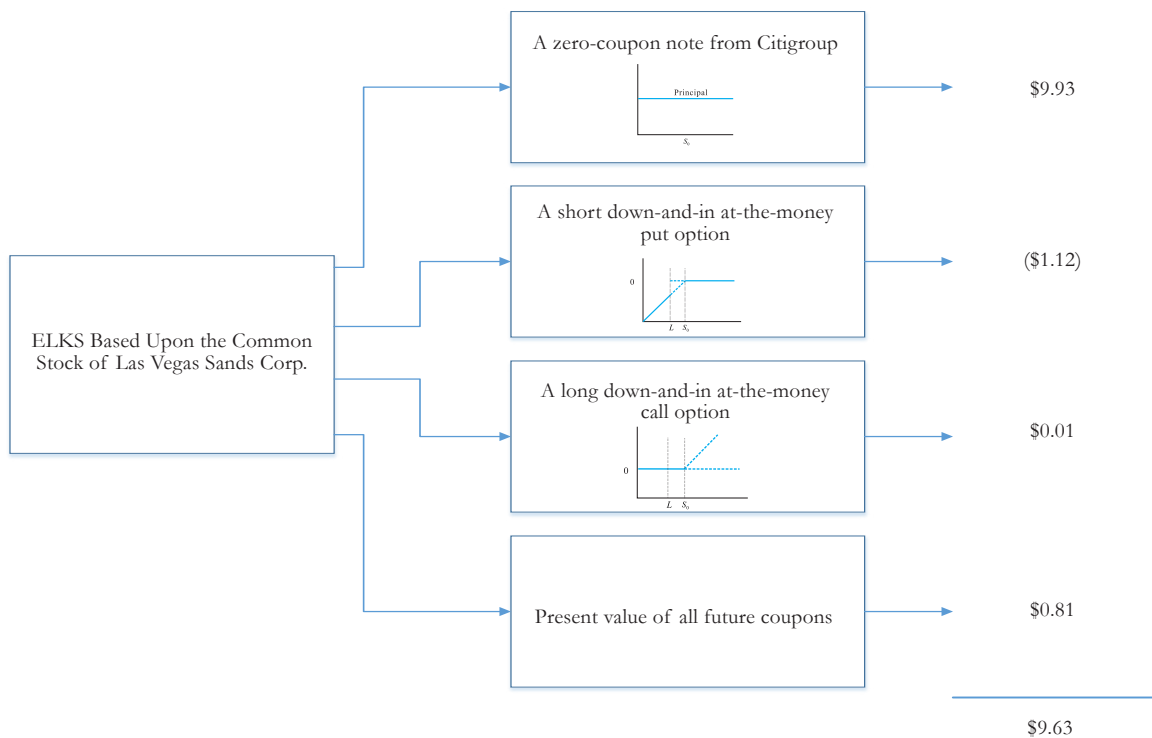 A zero-coupon note from Citigroup
Principal
S₀
$9.93
A short down-and-in at-the-money
put option
0
L S₀
($1.12)
ELKS Based Upon the Common
Stock of Las Vegas Sands Corp.
A long down-and-in at-the-money
call option
0
L S₀
$0.01
Present value of all future coupons
$0.81
$9.63